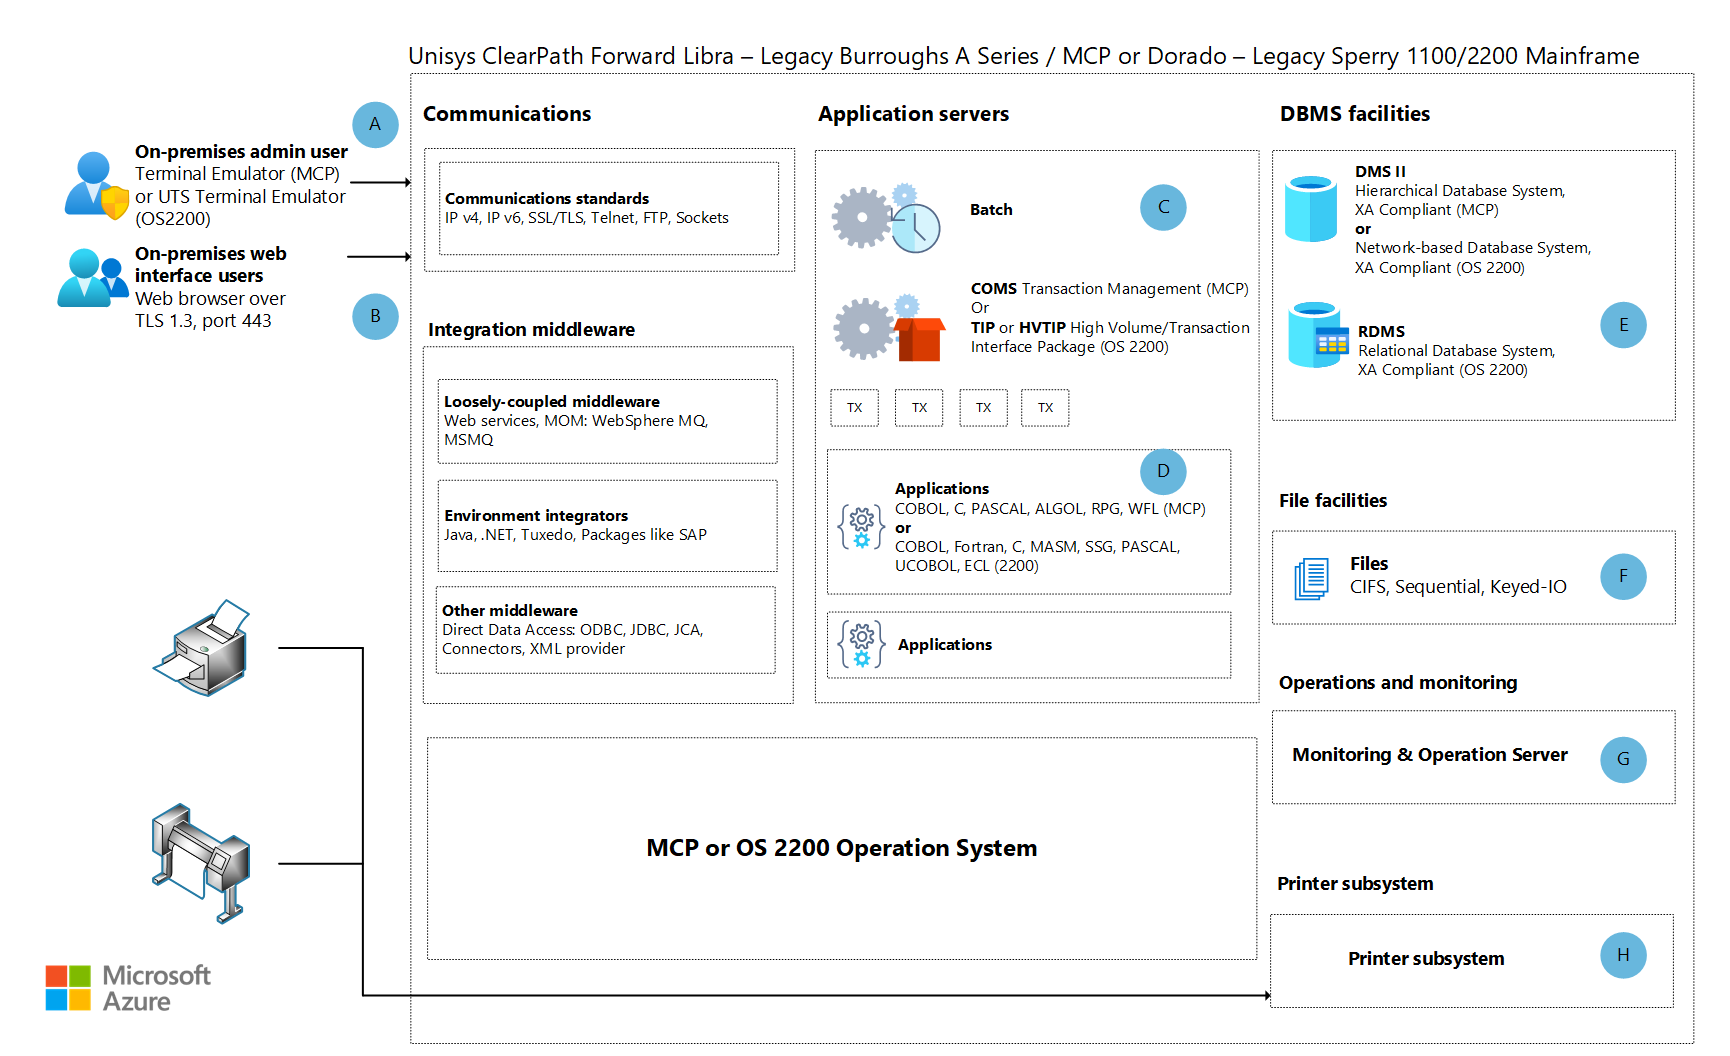 Unisys ClearPath Forward Libra – Legacy Burroughs A Series / MCP or Dorado – Legacy Sperry 1100/2200 Mainframe
A
On-premises admin user
Terminal Emulator (MCP)
or UTS Terminal Emulator
(OS2200)
On-premises web
interface users
Web browser over
TLS 1.3, port 443
B
Communications
Communications standards
IP v4, IP v6, SSL/TLS, Telnet, FTP, Sockets
Integration middleware
Loosely-coupled middleware
Web services, MOM: WebSphere MQ,
MSMQ
Environment integrators
Java, .NET, Tuxedo, Packages like SAP
Other middleware
Direct Data Access: ODBC, JDBC, JCA,
Connectors, XML provider
Application servers
Batch
C
COMS Transaction Management (MCP)
Or
TIP or HVTIP High Volume/Transaction
Interface Package (OS 2200)
TX
TX
TX
TX
D
Applications
COBOL, C, PASCAL, ALGOL, RPG, WFL (MCP)
or
COBOL, Fortran, C, MASM, SSG, PASCAL,
UCOBOL, ECL (2200)
Applications
MCP or OS 2200 Operation System
DBMS facilities
DMS II
Hierarchical Database System,
XA Compliant (MCP)
or
Network-based Database System,
XA Compliant (OS 2200)
E
RDMS
Relational Database System,
XA Compliant (OS 2200)
File facilities
Files
CIFS, Sequential, Keyed-IO
F
Operations and monitoring
Monitoring & Operation Server
G
Printer subsystem
Printer subsystem
H
Microsoft
Azure